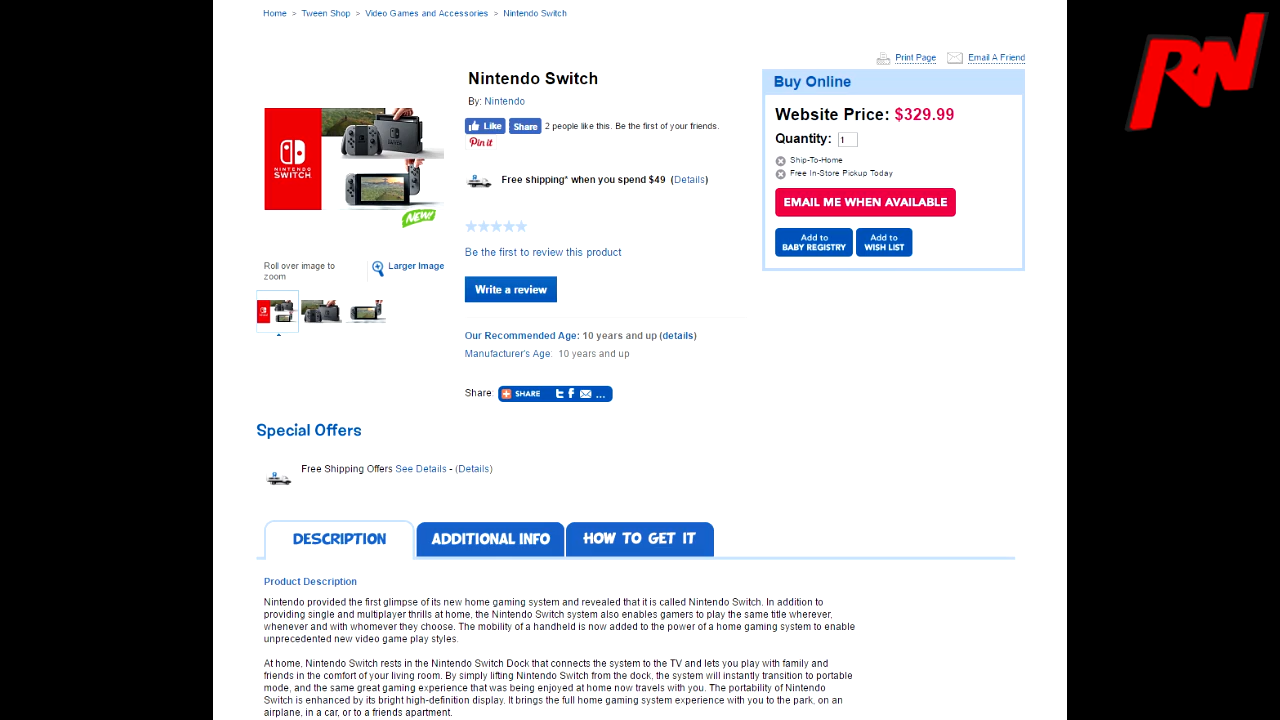 Home > Tween Shop > Video Games and Accessories > Nintendo Switch
RN
Print Page Email A Friend
Nintendo Switch
By: Nintendo
Like Share 2 people like this. Be the first of your friends.
Pin it
Free shipping* when you spend $49 (Details)
NINTENDO
SWITCH
NEW!
Be the first to review this product
Roll over image to
zoom
Larger Image
Write a review
Our Recommended Age: 10 years and up (details)
Manufacturer's Age: 10 years and up
Share: SHARE ...
Buy Online
Website Price: $329.99
Quantity: 1
Ship-To-Home
Free In-Store Pickup Today
EMAIL ME WHEN AVAILABLE
Add to
BABY REGISTRY
Add to
WISH LIST
Special Offers
Free Shipping Offers See Details - (Details)
DESCRIPTION ADDITIONAL INFO HOW TO GET IT
Product Description
Nintendo provided the first glimpse of its new home gaming system and revealed that it is called Nintendo Switch. In addition to
providing single and multiplayer thrills at home, the Nintendo Switch system also enables gamers to play the same title wherever,
whenever and with whomever they choose. The mobility of a handheld is now added to the power of a home gaming system to enable
unprecedented new video game play styles.
At home, Nintendo Switch rests in the Nintendo Switch Dock that connects the system to the TV and lets you play with family and
friends in the comfort of your living room. By simply lifting Nintendo Switch from the dock, the system will instantly transition to portable
mode, and the same great gaming experience that was being enjoyed at home now travels with you. The portability of Nintendo
Switch is enhanced by its bright high-definition display. It brings the full home gaming system experience with you to the park, on an
airplane, in a car, or to a friends apartment.